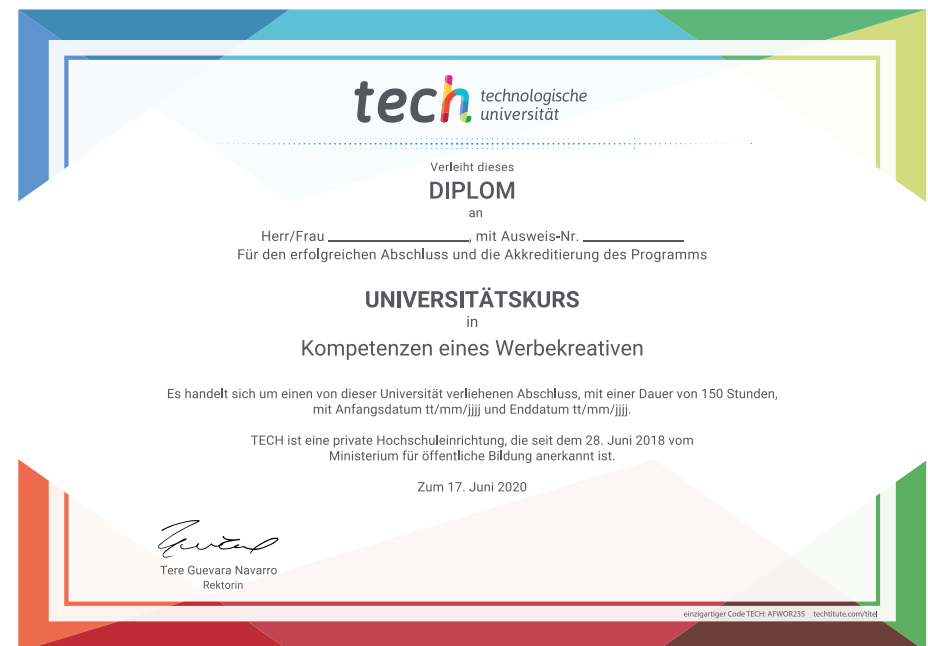 tech technologische
universität
Verleiht dieses
DIPLOM
an
Herr/Frau ____________________, mit Ausweis-Nr. ______________
Für den erfolgreichen Abschluss und die Akkreditierung des Programms
UNIVERSITÄTSKURS
in
Kompetenzen eines Werbekreativen
Es handelt sich um einen von dieser Universität verliehenen Abschluss, mit einer Dauer von 150 Stunden,
mit Anfangsdatum tt/mm/jjjj und Enddatum tt/mm/jjjj.
TECH ist eine private Hochschuleinrichtung, die seit dem 28. Juni 2018 vom
Ministerium für öffentliche Bildung anerkannt ist.
Zum 17. Juni 2020
Tere Guevara Navarro
Rektorin
einzigartiger Code TECH: AFWOR23S techtitute.com/titel